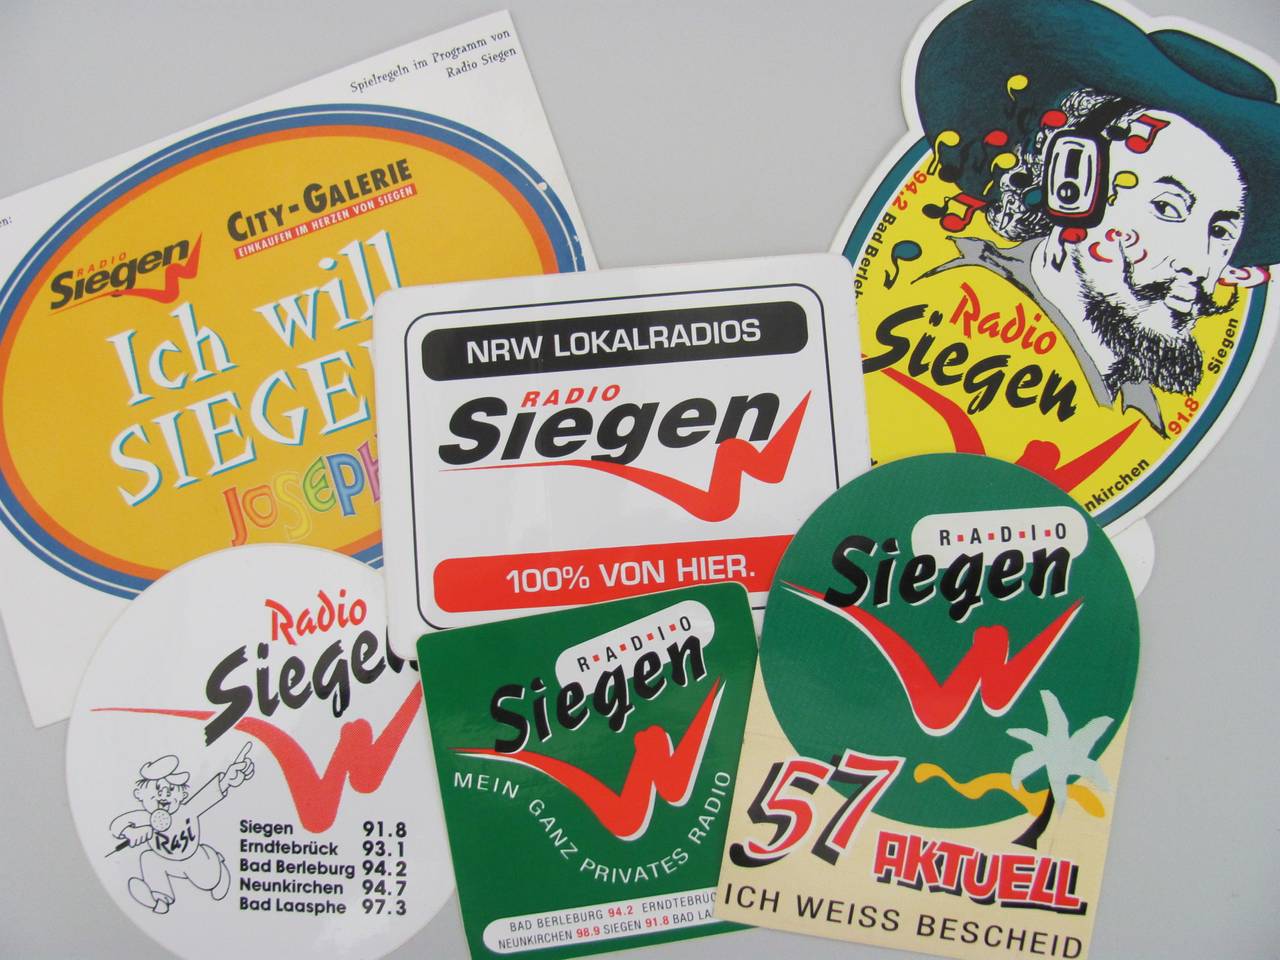 Spielregeln im Programm von
Radio Siegen
en:
RADIO
Siegen
CITY-GALERIE
EINKAUFEN IM HERZEN VON SIEGEN
Ich will
SIEGE
JOSEPH
94.2 Bad Berleb
Radio
Siegen
91.8 Siegen
nkirchen
NRW LOKALRADIOS
RADIO
Siegen
100% VON HIER.
Radio
Siegen
Rasi
Siegen 91.8
Erndtebrück 93.1
Bad Berleburg 94.2
Neunkirchen 94.7
Bad Laasphe 97.3
R·A·D·I·O
Siegen
MEIN GANZ PRIVATES RADIO
BAD BERLEBURG 94.2 ERNDTEBRÜC
NEUNKIRCHEN 98.9 SIEGEN 91.8 BAD LA
R·A·D·I·O
Siegen
57
AKTUELL
ICH WEISS BESCHEID